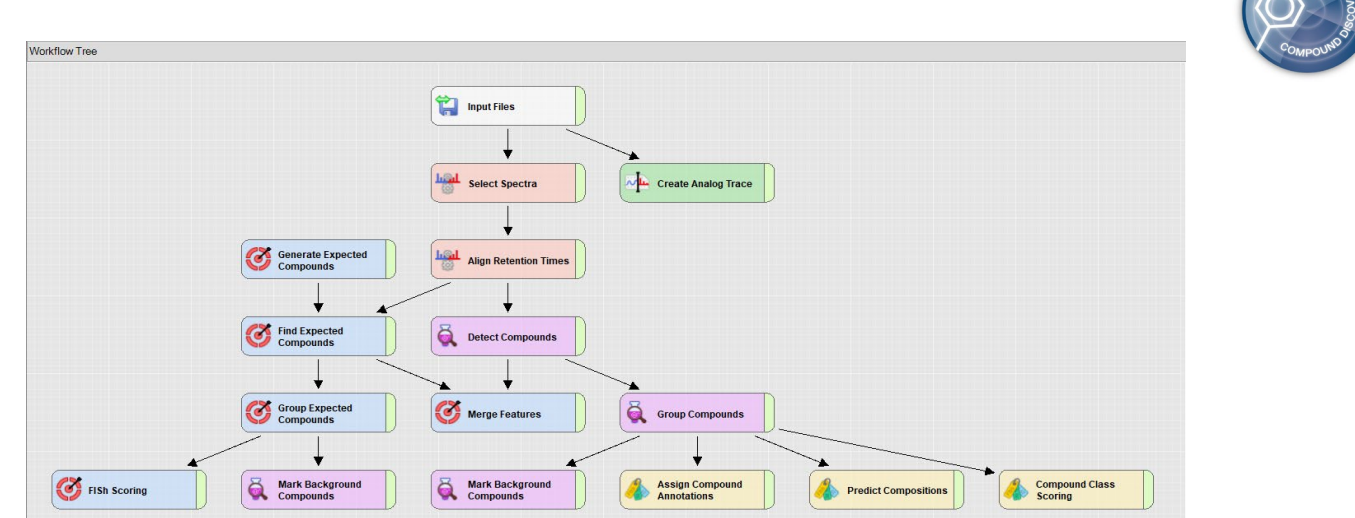 COMPOUND
Workflow Tree
Input Files
Select Spectra
Create Analog Trace
Generate Expected
Compounds
Align Retention Times
Find Expected
Compounds
Detect Compounds
Group Expected
Compounds
Merge Features
Group Compounds
FISh Scoring
Mark Background
Compounds
Mark Background
Compounds
Assign Compound
Annotations
Predict Compositions
Compound Class
Scoring